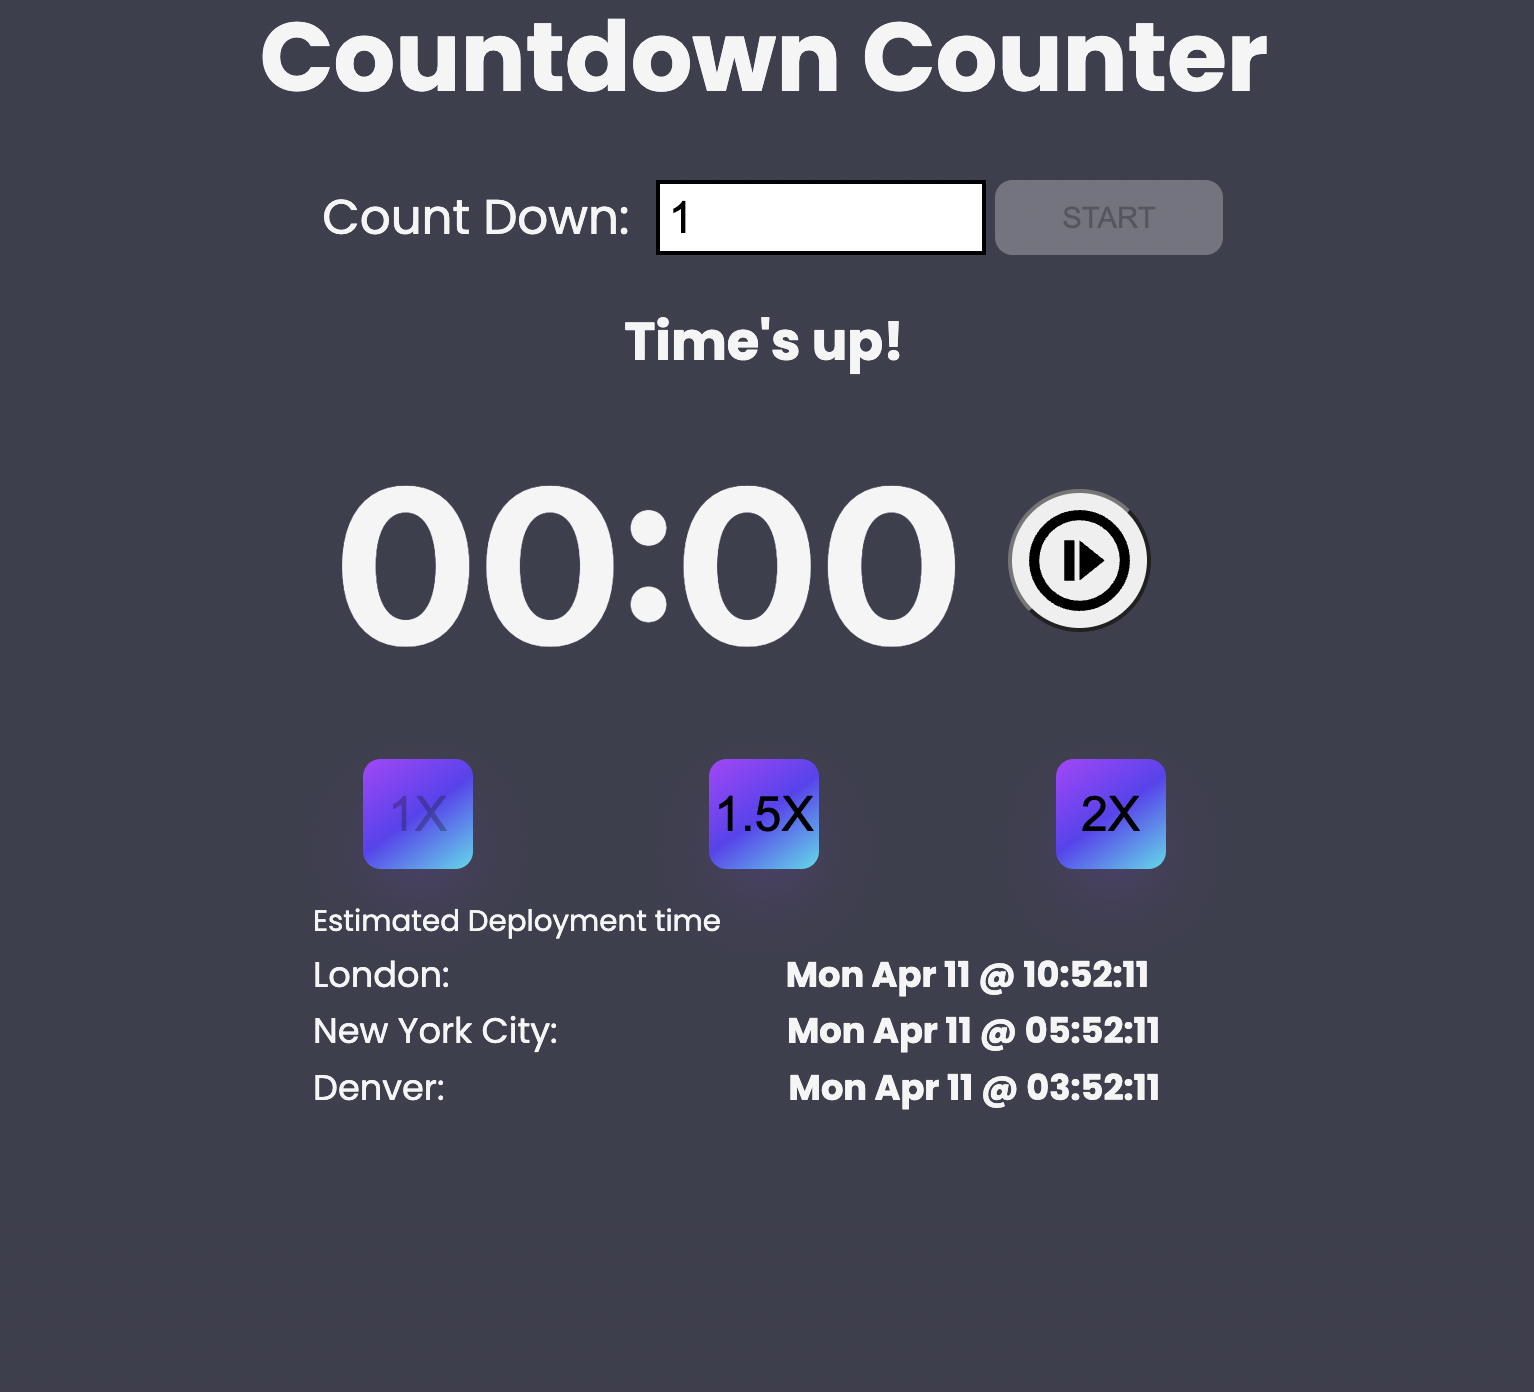 Countdown Counter
Count Down: 1 START
Time's up!
00:00
1X 1.5X 2X
Estimated Deployment time
London: Mon Apr 11 @ 10:52:11
New York City: Mon Apr 11 @ 05:52:11
Denver: Mon Apr 11 @ 03:52:11